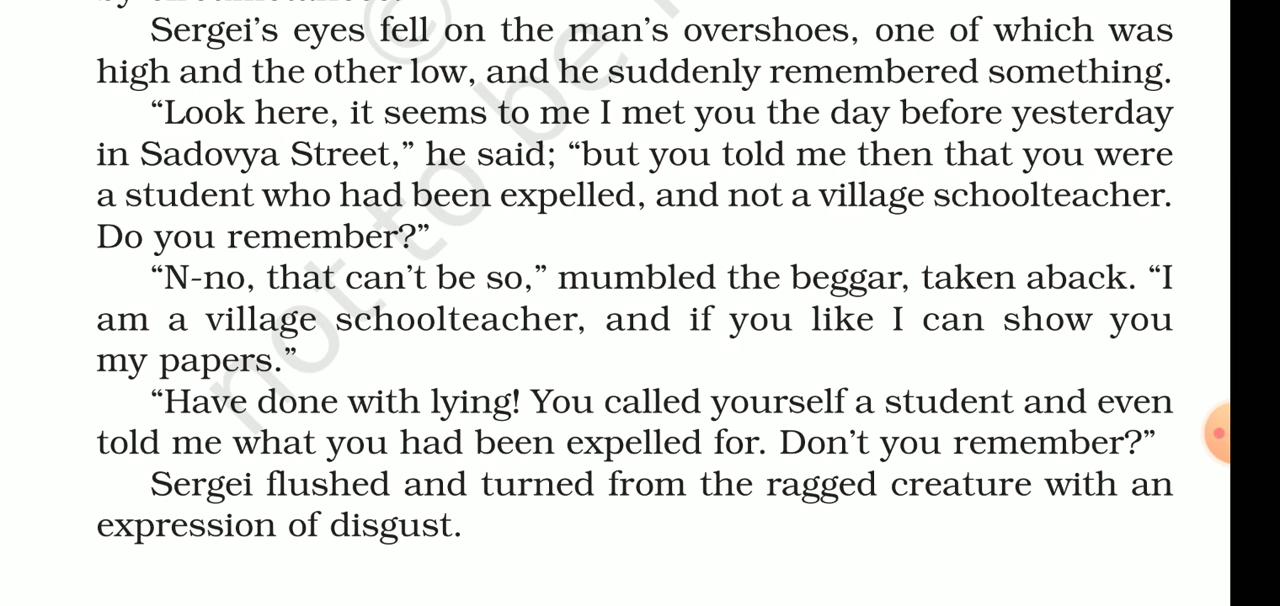 Sergei’s eyes fell on the man’s overshoes, one of which was
high and the other low, and he suddenly remembered something.
“Look here, it seems to me I met you the day before yesterday
in Sadovya Street,” he said; “but you told me then that you were
a student who had been expelled, and not a village schoolteacher.
Do you remember?”
“N-no, that can’t be so,” mumbled the beggar, taken aback. “I
am a village schoolteacher, and if you like I can show you
my papers.”
“Have done with lying! You called yourself a student and even
told me what you had been expelled for. Don’t you remember?”
Sergei flushed and turned from the ragged creature with an
expression of disgust.
not to be